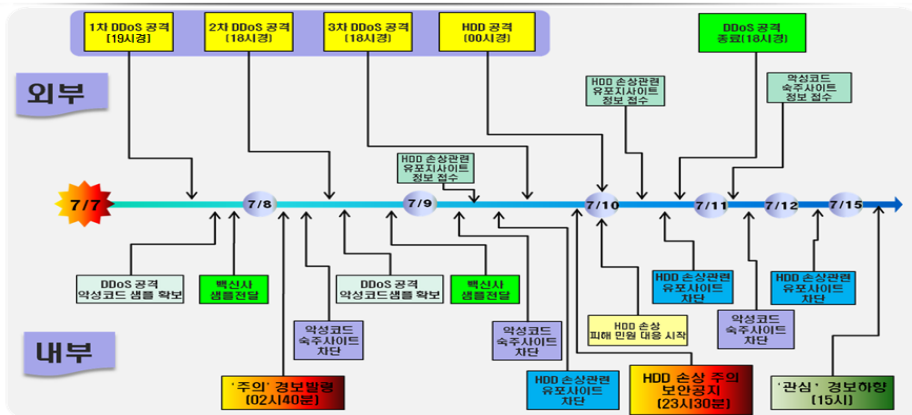 1차 DDoS 공격
[19시경]
2차 DDoS 공격
(18시경)
3차 DDoS 공격
(18시경)
HDD 공격
(00시경)
DDoS 공격
종료(18시경)
외부
HDD 손상관련
유포지사이트
정보 접수
HDD 손상관련
유포지사이트
정보 접수
악성코드
숙주사이트
정보 접수
7/7
7/8
7/9
7/10
7/11
7/12
7/15
DDoS 공격
악성코드 샘플 확보
백신사
샘플전달
DDoS 공격
악성코드샘플 확보
백신사
샘플전달
HDD 손상관련
유포사이트
차단
HDD 손상관련
유포사이트
차단
악성코드
숙주사이트
차단
악성코드
숙주사이트
차단
HDD 손상
피해 민원 대응 시작
악성코드
숙주사이트
차단
내부
'주의' 경보발령
(02시40분)
HDD 손상관련
유포사이트
차단
HDD 손상 주의
보안공지
(23시30분)
'관심' 경보하향
(15시)